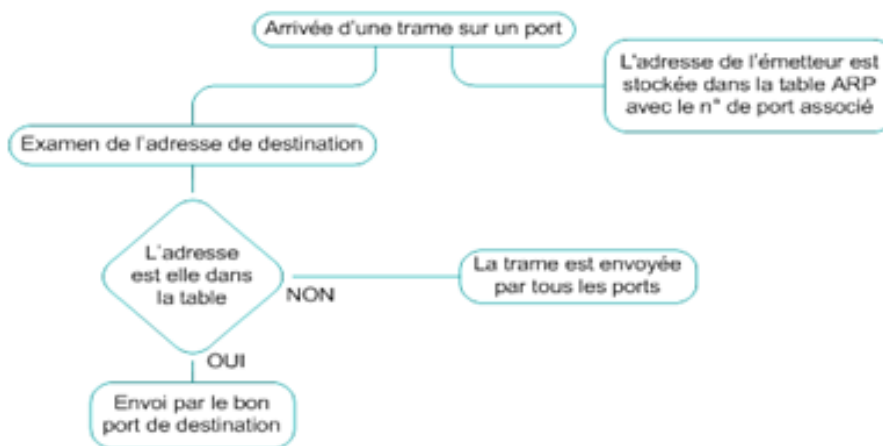 Arrivée d'une trame sur un port
L'adresse de l'émetteur est
stockée dans la table ARP
avec le n° de port associé
Examen de l'adresse de destination
L'adresse
est elle dans
la table
NON
La trame est envoyée
par tous les ports
OUI
Envoi par le bon
port de destination